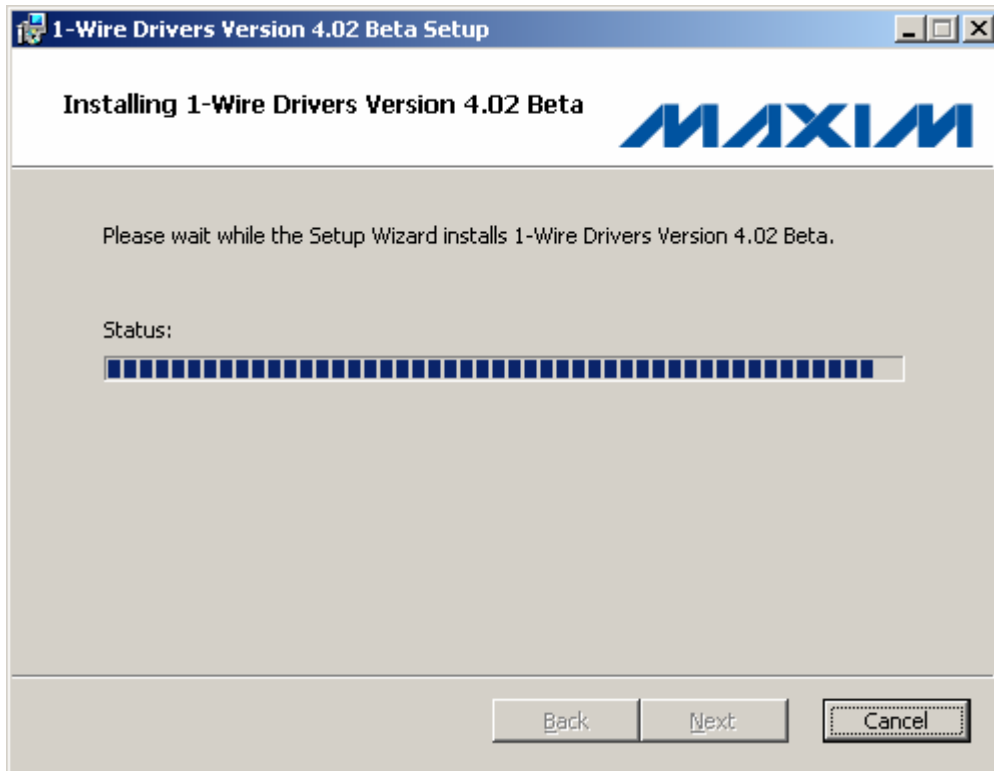 1-Wire Drivers Version 4.02 Beta Setup
Installing 1-Wire Drivers Version 4.02 Beta
MAXIM
Please wait while the Setup Wizard installs 1-Wire Drivers Version 4.02 Beta.
Status:
Back Next Cancel